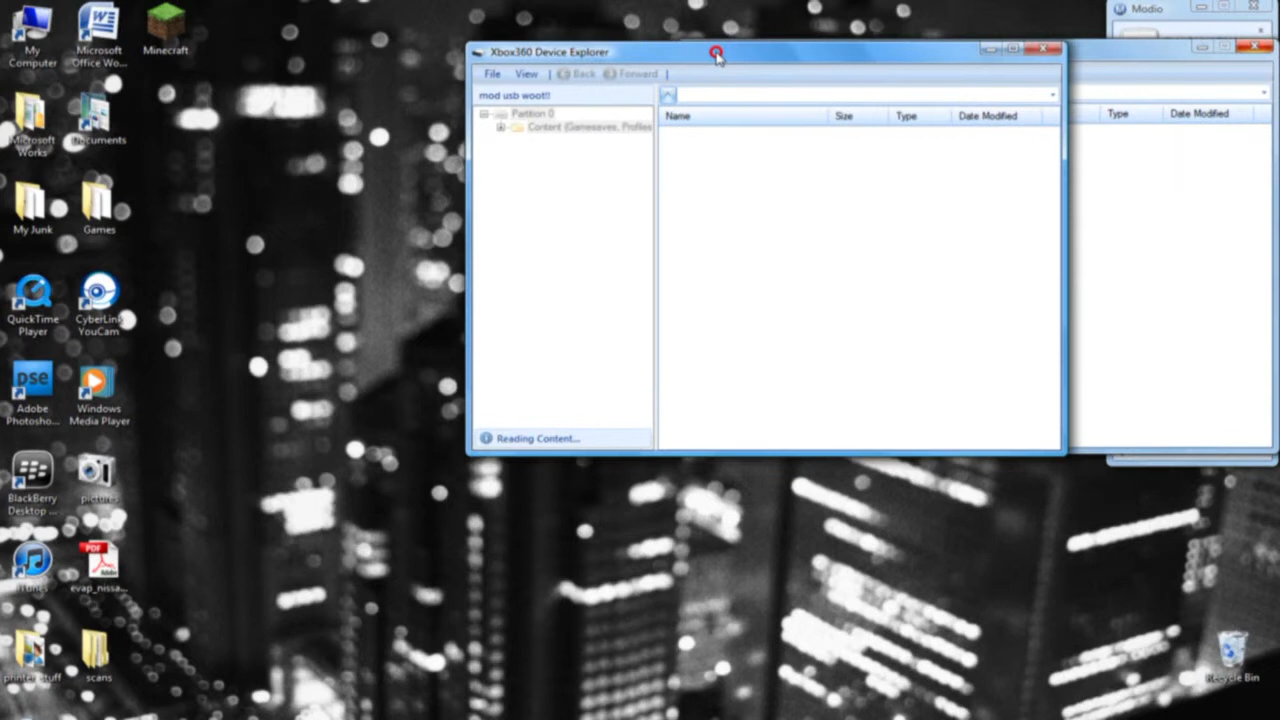 My Computer
Microsoft Office Wo...
Minecraft
Microsoft Works
Documents
My Junk
Games
QuickTime Player
CyberLink YouCam
pse
Adobe Photosho...
Windows Media Player
BlackBerry Desktop ...
pictures
iTunes
PDF
evap_nissa...
printer stuff
scans
Xbox360 Device Explorer
File View | Back Forward |
mod usb woot!!
Partition 0
Content (Gamesaves, Profiles
Name Size Type Date Modified
Reading Content...
Modio
Type Date Modified
Recycle Bin